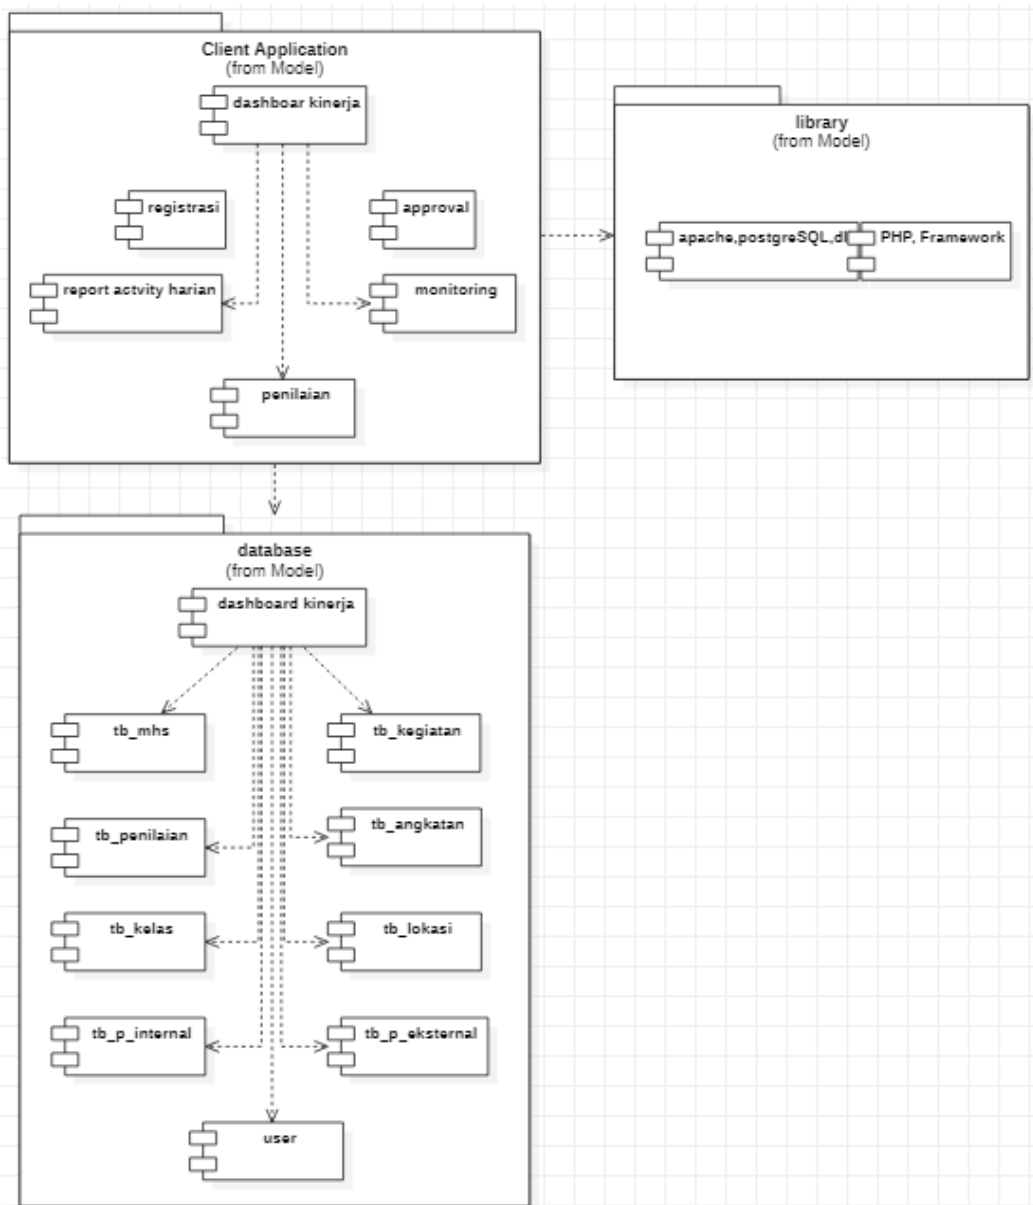 Client Application
(from Model)
dashboar kinerja
registrasi
approval
report actvity harian
monitoring
penilaian
library
(from Model)
apache,postgreSQL,dl
PHP, Framework
database
(from Model)
dashboard kinerja
tb_mhs
tb_kegiatan
tb_penilaian
tb_angkatan
tb_kelas
tb_lokasi
tb_p_internal
tb_p_eksternal
user